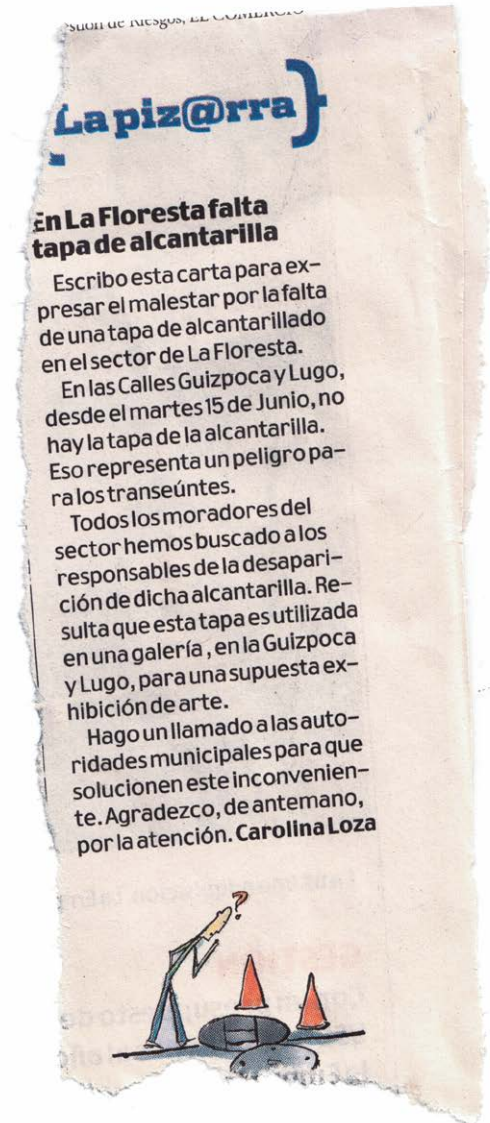 Gestión de Riesgos, EL COMERCIO
La piz@rra}
En La Floresta falta
tapa de alcantarilla
Escribo esta carta para ex-
presar el malestar por la falta
de una tapa de alcantarillado
en el sector de La Floresta.
En las Calles Guizpoca y Lugo,
desde el martes 15 de Junio, no
hay la tapa de la alcantarilla.
Eso representa un peligro pa-
ra los transeúntes.
Todos los moradores del
sector hemos buscado a los
responsables de la desapari-
ción de dicha alcantarilla. Re-
sulta que esta tapa es utilizada
en una galería , en la Guizpoca
y Lugo, para una supuesta ex-
hibición de arte.
Hago un llamado a las auto-
ridades municipales para que
solucionen este inconvenien-
te. Agradezco, de antemano,
por la atención. Carolina Loza
?